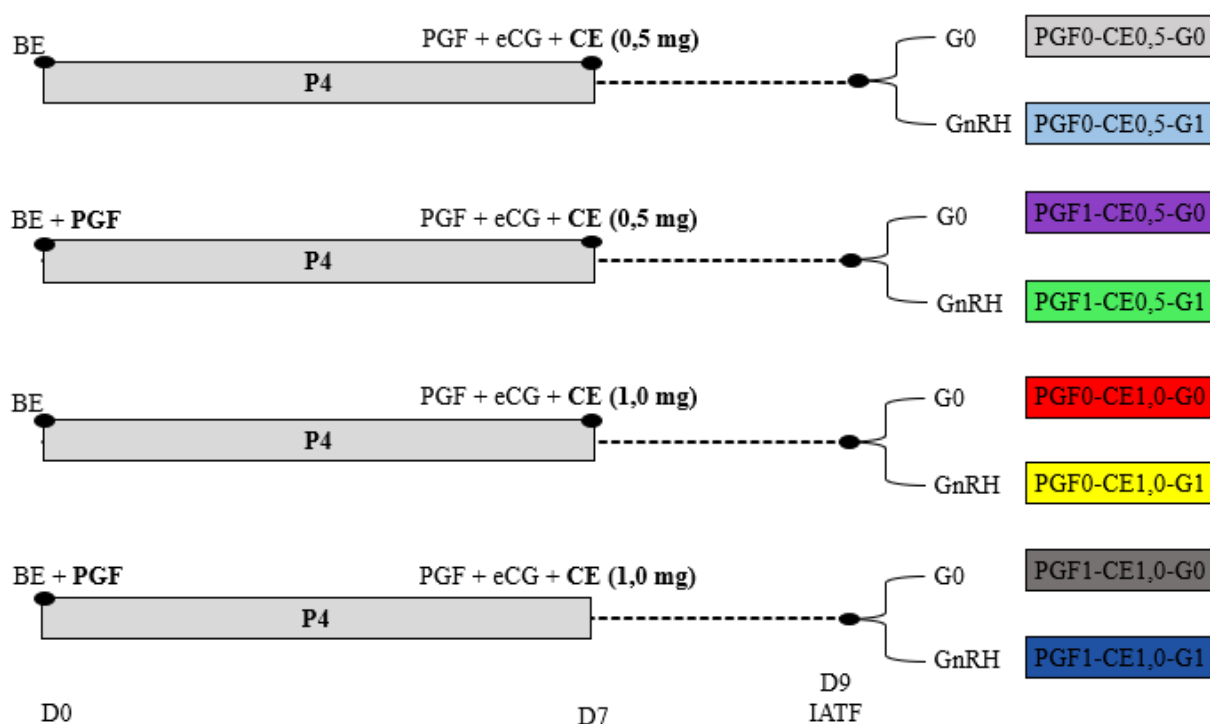 BE
PGF + eCG + CE (0,5 mg)
P4
G0
PGF0-CE0,5-G0
GnRH
PGF0-CE0,5-G1
BE + PGF
PGF + eCG + CE (0,5 mg)
P4
G0
PGF1-CE0,5-G0
GnRH
PGF1-CE0,5-G1
BE
PGF + eCG + CE (1,0 mg)
P4
G0
PGF0-CE1,0-G0
GnRH
PGF0-CE1,0-G1
BE + PGF
PGF + eCG + CE (1,0 mg)
P4
G0
PGF1-CE1,0-G0
GnRH
PGF1-CE1,0-G1
D0
D7
D9
IATF